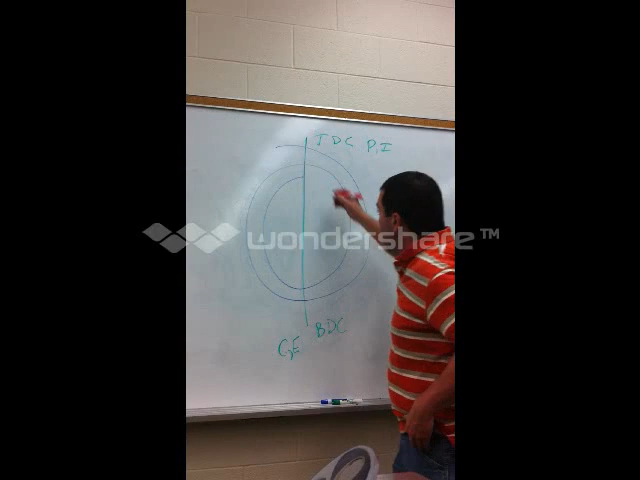 TDC P, I
wondershare™
BDC
C, E